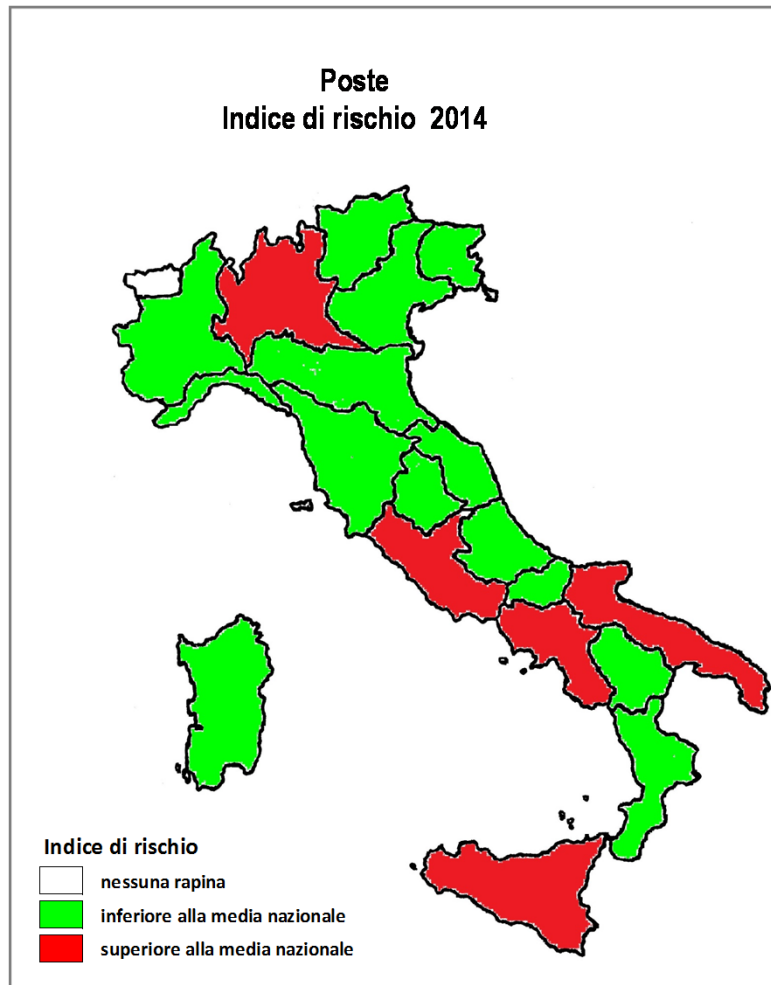 Poste
Indice di rischio 2014
Indice di rischio
nessuna rapina
inferiore alla media nazionale
superiore alla media nazionale